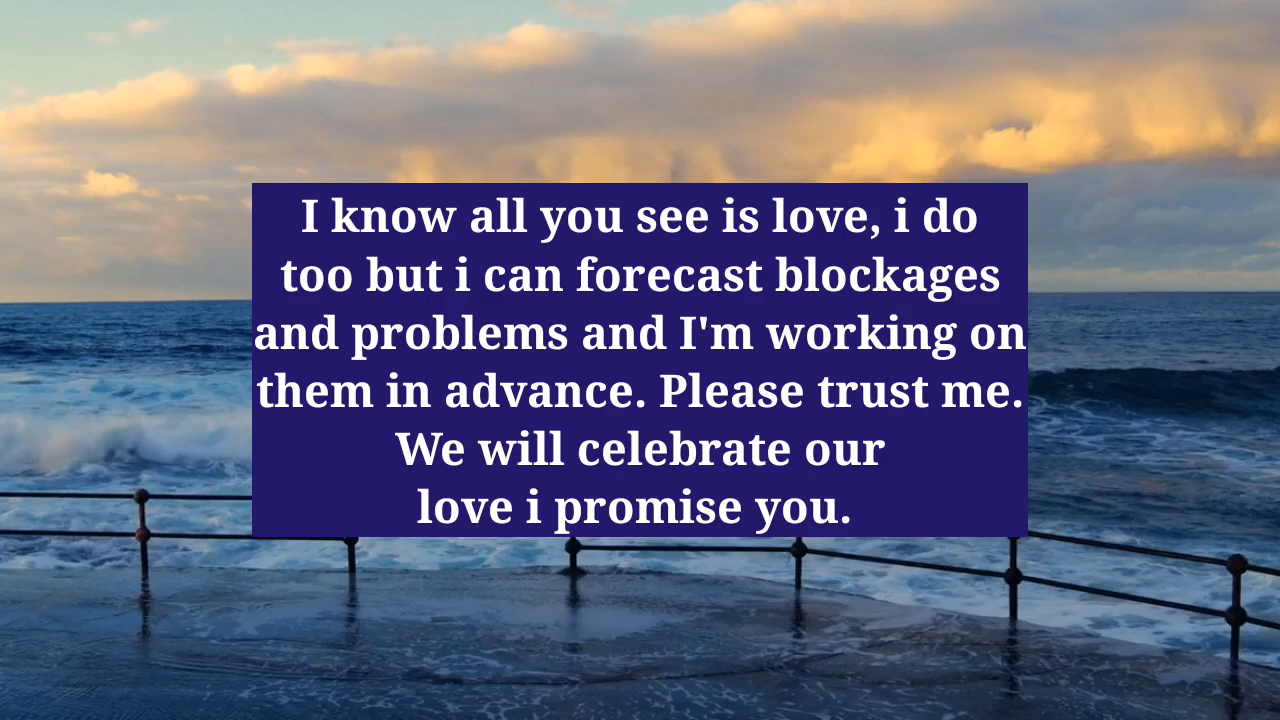 I know all you see is love, i do
too but i can forecast blockages
and problems and I'm working on
them in advance. Please trust me.
We will celebrate our
love i promise you.